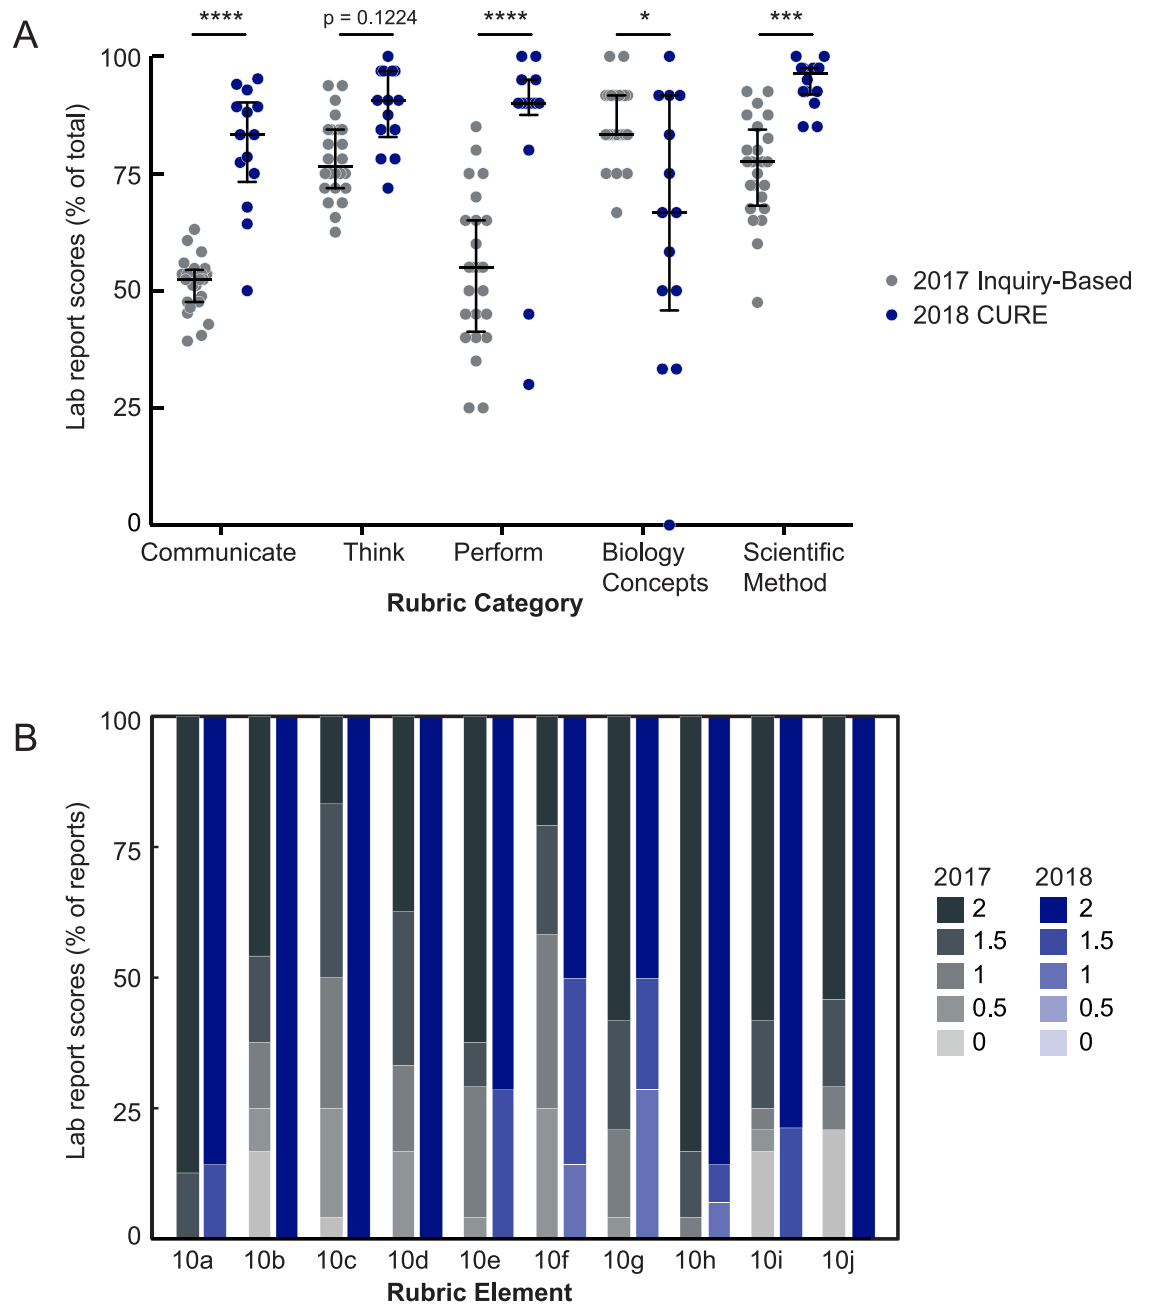 A
**** p = 0.1224 **** * ***
100
75
50
25
0
Lab report scores (% of total)
2017 Inquiry-Based
2018 CURE
Communicate Think Perform Biology Concepts Scientific Method
Rubric Category
B
100
75
50
25
0
Lab report scores (% of reports)
2017 2018
2 2
1.5 1.5
1 1
0.5 0.5
0 0
10a 10b 10c 10d 10e 10f 10g 10h 10i 10j
Rubric Element